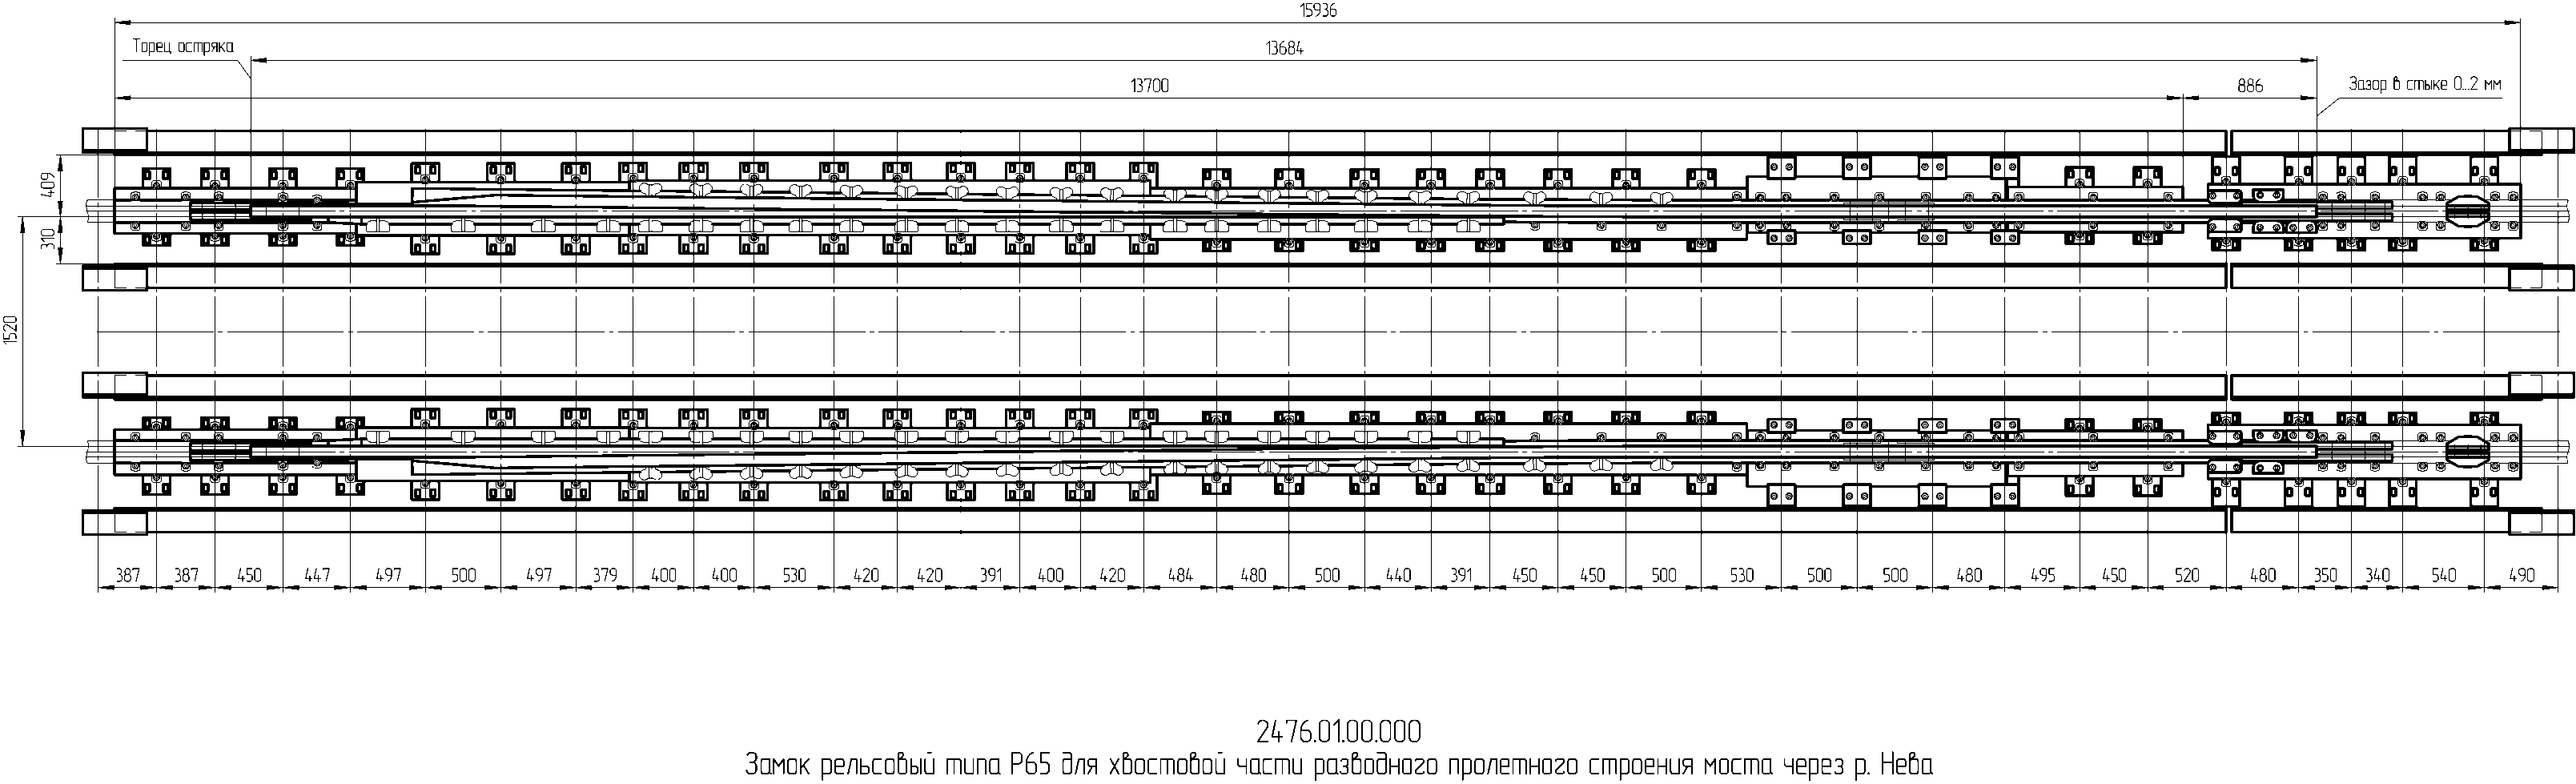 15936
Торец остряка
13684
13700
886
Зазор в стыке 0...2 мм
409
310
1520
387 387 450 447 497 500 497 379 400 400 530 420 420 391 400 420 484 480 500 440 391 450 450 500 530 500 500 480 495 450 520 480 350 340 540 490
2476.01.00.000
Замок рельсовый типа Р65 для хвостовой части разводного пролетного строения моста через р. Нева